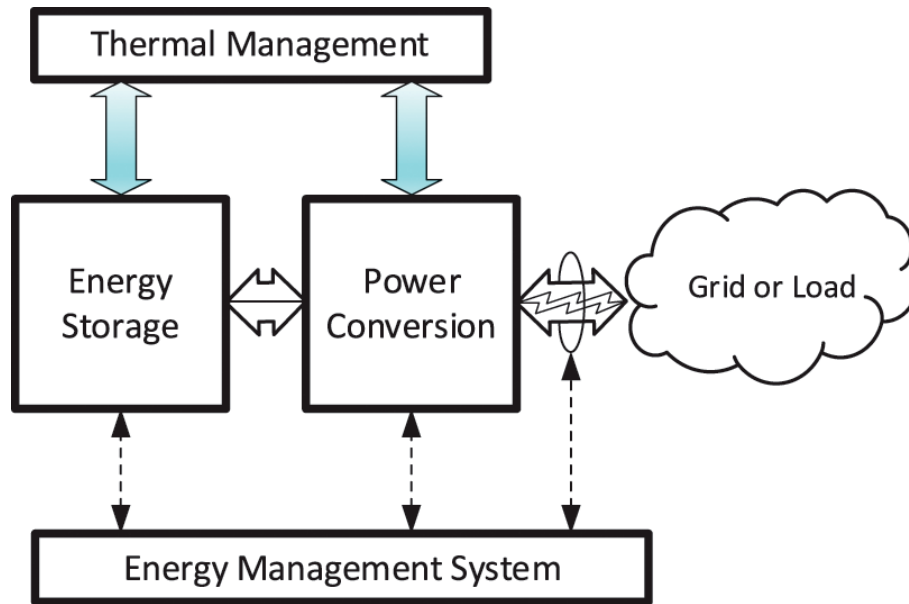 Thermal Management
Energy
Storage
Power
Conversion
Grid or Load
Energy Management System